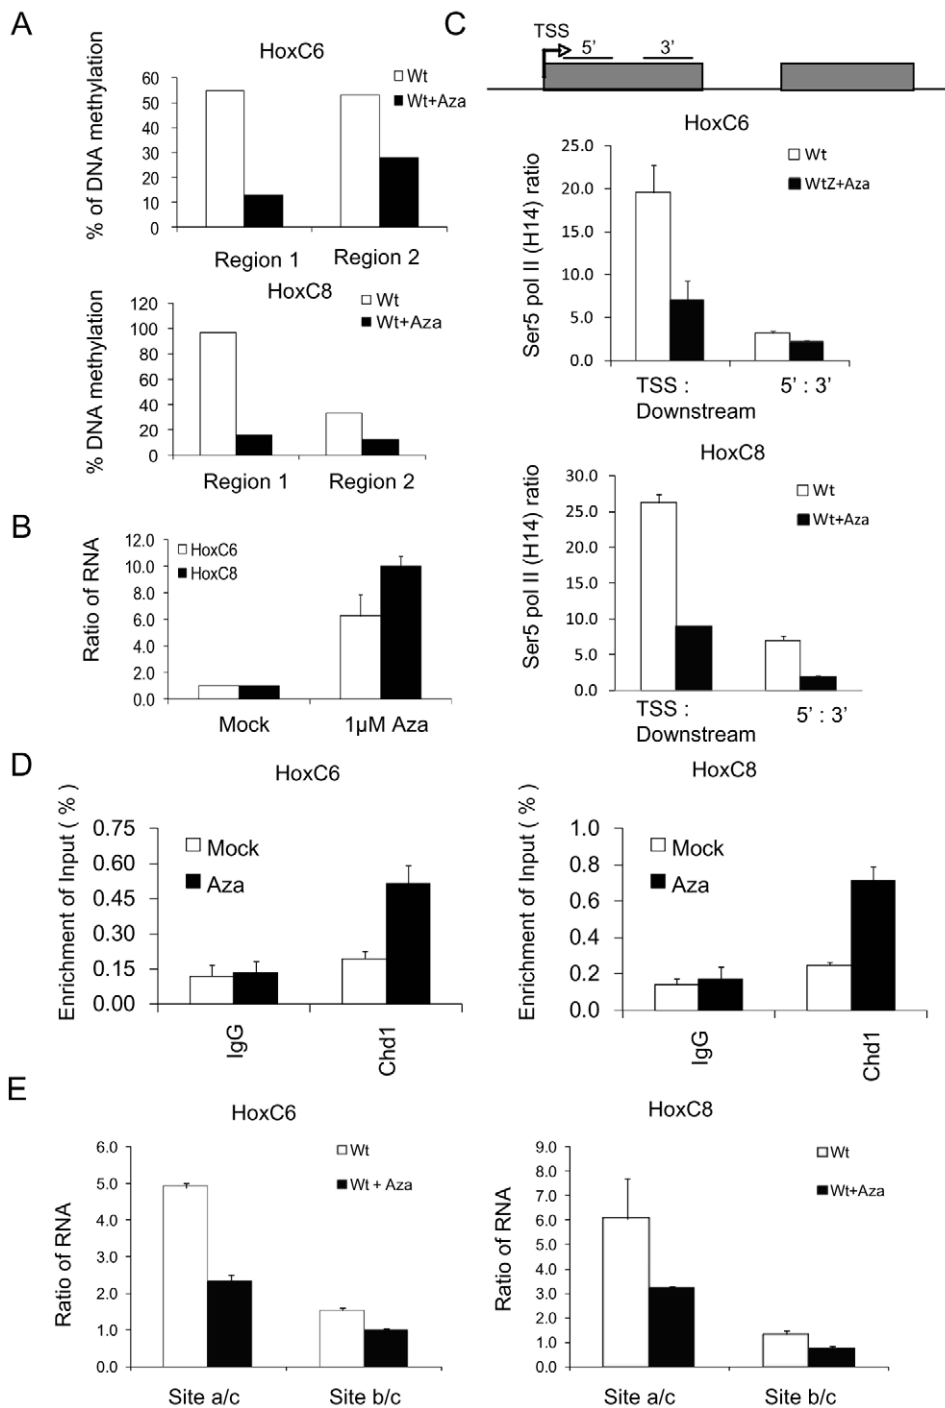 A
HoxC6
% of DNA methylation
60
50
40
30
20
10
0
Wt
Wt+Aza
Region 1
Region 2
HoxC8
% DNA methylation
120
100
80
60
40
20
0
Wt
Wt+Aza
Region 1
Region 2
B
Ratio of RNA
12.0
10.0
8.0
6.0
4.0
2.0
0.0
HoxC6
HoxC8
Mock
1µM Aza
C
TSS
5’
3’
HoxC6
Ser5 pol II (H14) ratio
25.0
20.0
15.0
10.0
5.0
0.0
Wt
WtZ+Aza
TSS :
Downstream
5’ : 3’
HoxC8
Ser5 pol II (H14) ratio
30.0
25.0
20.0
15.0
10.0
5.0
0.0
Wt
Wt+Aza
TSS :
Downstream
5’ : 3’
D
HoxC6
Enrichment of Input ( % )
0.75
0.60
0.45
0.30
0.15
0.00
Mock
Aza
IgG
Chd1
HoxC8
Enrichment of Input ( % )
1.0
0.8
0.6
0.4
0.2
0.0
Mock
Aza
IgG
Chd1
E
HoxC6
Ratio of RNA
6.0
5.0
4.0
3.0
2.0
1.0
0.0
Wt
Wt + Aza
Site a/c
Site b/c
HoxC8
Ratio of RNA
9.0
8.0
7.0
6.0
5.0
4.0
3.0
2.0
1.0
0.0
Wt
Wt+Aza
Site a/c
Site b/c